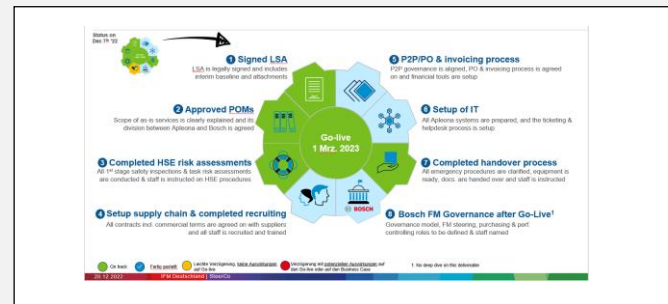 Status on
Dec 19 '22
1 Signed LSA
LSA is legally signed and includes
interim baseline and attachments
2 Approved POMs
Scope of as is services is clearly explained and its
division between Apleona and Bosch is agreed
3 Completed HSE risk assessments
All 1st stage safety inspections & task risk assessments
are conducted & staff is instructed on HSE procedures
4 Setup supply chain & completed recruiting
All contracts incl. commercial terms are agreed on with suppliers
and all staff is recruited and trained
Go-live
1 Mrz. 2023
BOSCH
5 P2P/PO & invoicing process
P2P governance is aligned, PO & invoicing process is agreed
on and financial tools are setup
6 Setup of IT
All Apleona systems are prepared, and the ticketing &
helpdesk process is setup
7 Completed handover process
All emergency procedures are clarified, equipment is
ready, docs. are handed over and staff is instructed
8 Bosch FM Governance after Go-Live1
Governance model, FM steering, purchasing & perf
controlling roles to be defined & staff named
On track
Fertig gestellt
Leichte Verzögerung, keine Auswirkungen
auf Go-live
Verzögerung mit potenziellen Auswirkungen auf
den Go-live oder auf den Business Case
1. No deep dive on this deliverable
20.12.2022 IFM Deutschland | SteerCo